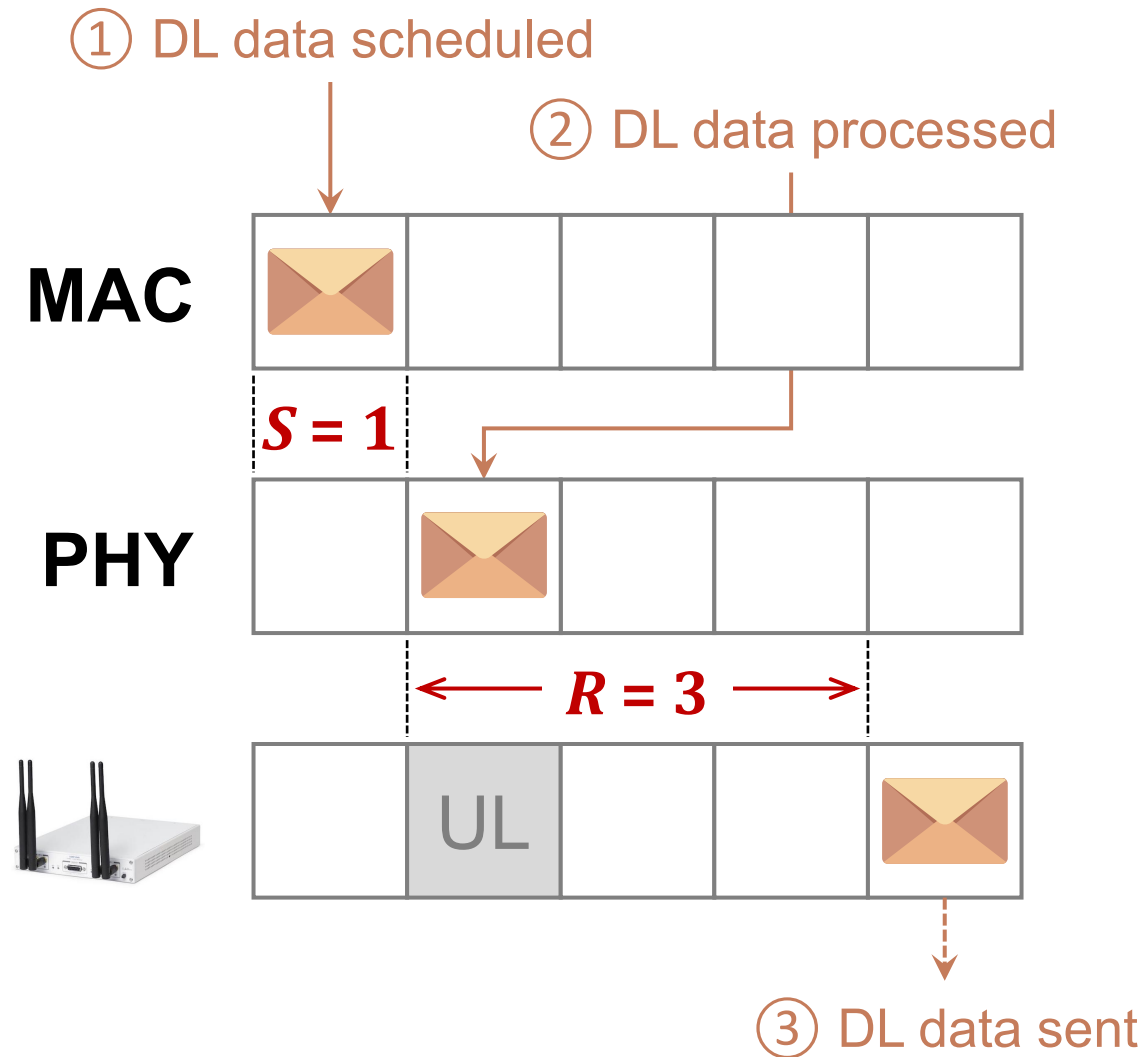 ① DL data scheduled
② DL data processed
MAC
S = 1
PHY
R = 3
UL
③ DL data sent